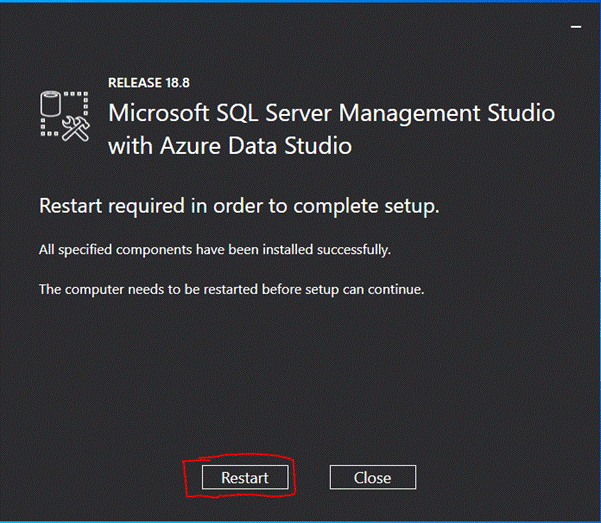 RELEASE 18.8
Microsoft SQL Server Management Studio
with Azure Data Studio
Restart required in order to complete setup.
All specified components have been installed successfully.
The computer needs to be restarted before setup can continue.
Restart
Close